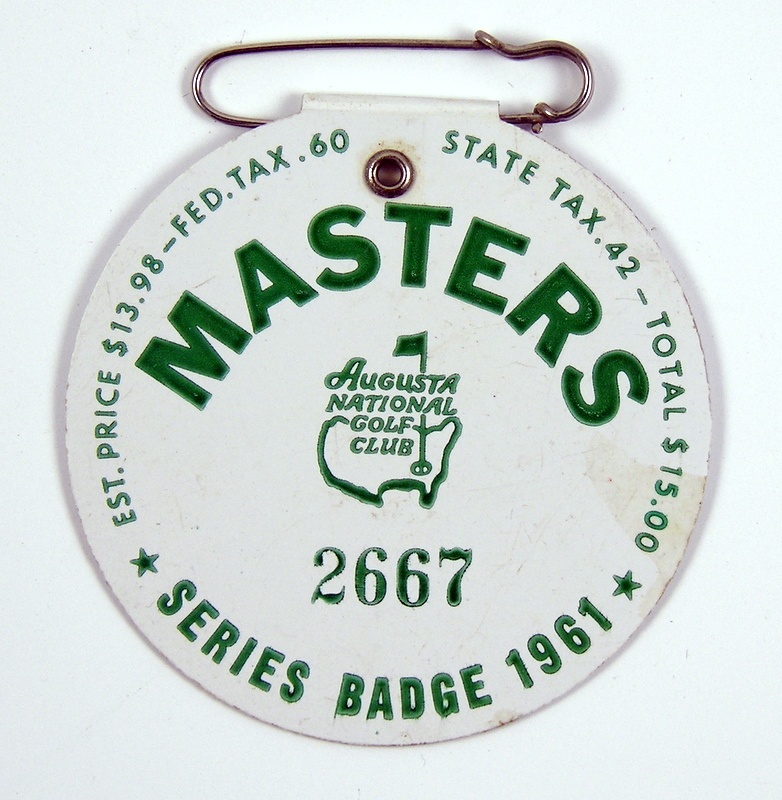 EST. PRICE $13.98-FED.TAX.60
STATE TAX.42-TOTAL $15.00
MASTERS
AUGUSTA
NATIONAL
GOLF
CLUB
2667
★ SERIES BADGE 1961 ★